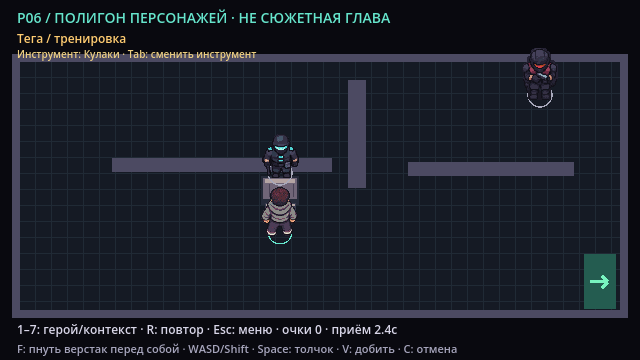 P06 / ПОЛИГОН ПЕРСОНАЖЕЙ · НЕ СЮЖЕТНАЯ ГЛАВА
Тега / тренировка
Инструмент: Кулаки · Tab: сменить инструмент
1–7: герой/контекст · R: повтор · Esc: меню · очки 0 · приём 2.4с
F: пнуть верстак перед собой · WASD/Shift · Space: толчок · V: добить · C: отмена